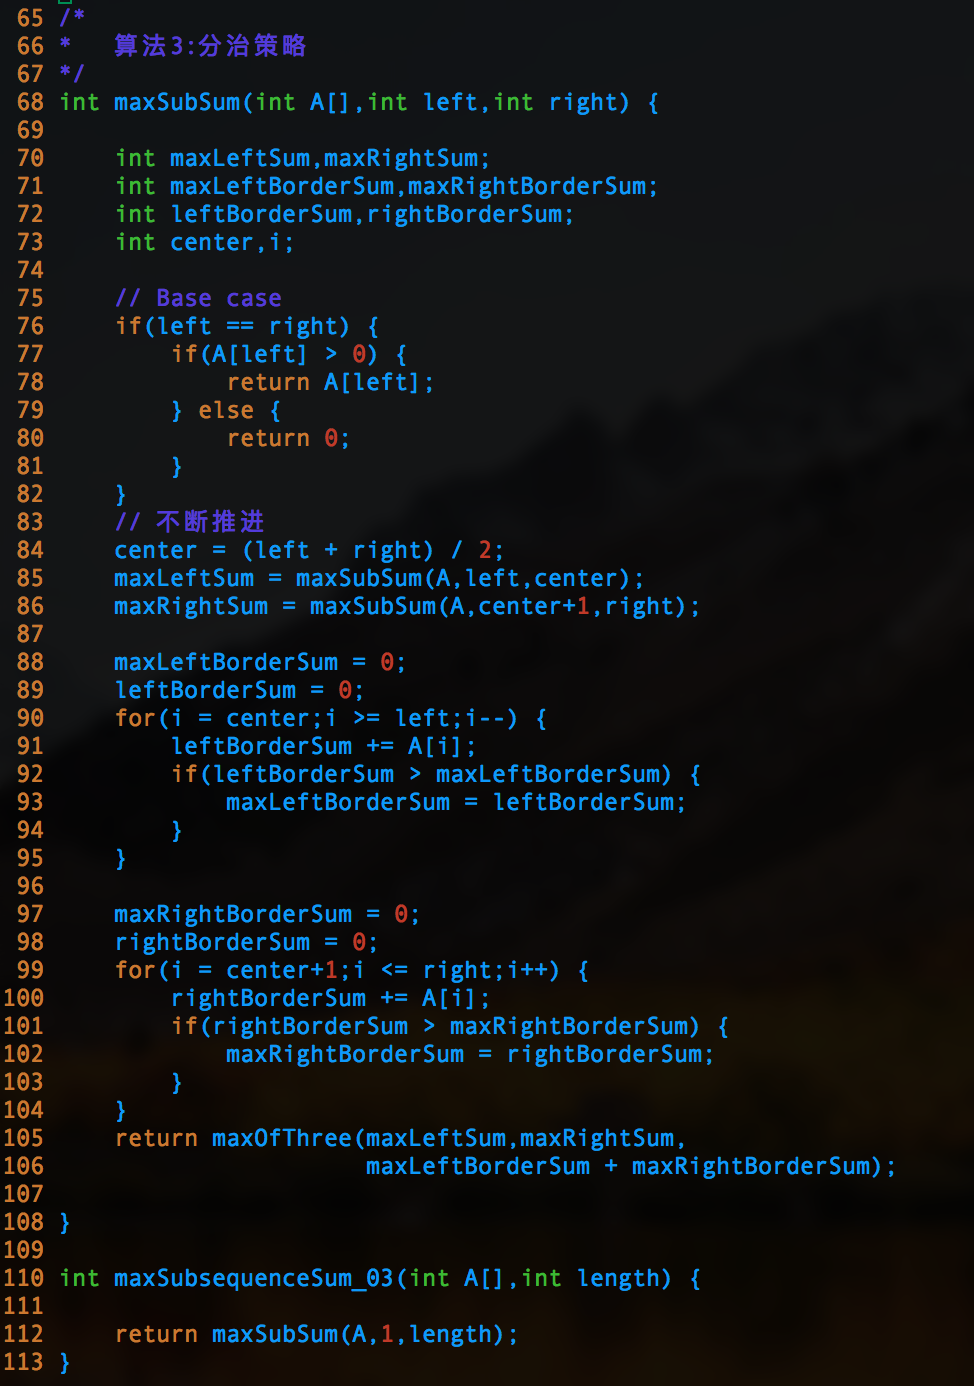 65 /*
66 *   算法3:分治策略
67 */
68 int maxSubSum(int A[],int left,int right) {
69
70     int maxLeftSum,maxRightSum;
71     int maxLeftBorderSum,maxRightBorderSum;
72     int leftBorderSum,rightBorderSum;
73     int center,i;
74
75     // Base case
76     if(left == right) {
77         if(A[left] > 0) {
78             return A[left];
79         } else {
80             return 0;
81         }
82     }
83     // 不断推进
84     center = (left + right) / 2;
85     maxLeftSum = maxSubSum(A,left,center);
86     maxRightSum = maxSubSum(A,center+1,right);
87
88     maxLeftBorderSum = 0;
89     leftBorderSum = 0;
90     for(i = center;i >= left;i--) {
91         leftBorderSum += A[i];
92         if(leftBorderSum > maxLeftBorderSum) {
93             maxLeftBorderSum = leftBorderSum;
94         }
95     }
96
97     maxRightBorderSum = 0;
98     rightBorderSum = 0;
99     for(i = center+1;i <= right;i++) {
100         rightBorderSum += A[i];
101         if(rightBorderSum > maxRightBorderSum) {
102             maxRightBorderSum = rightBorderSum;
103         }
104     }
105     return maxOfThree(maxLeftSum,maxRightSum,
106                       maxLeftBorderSum + maxRightBorderSum);
107
108 }
109
110 int maxSubsequenceSum_03(int A[],int length) {
111
112     return maxSubSum(A,1,length);
113 }